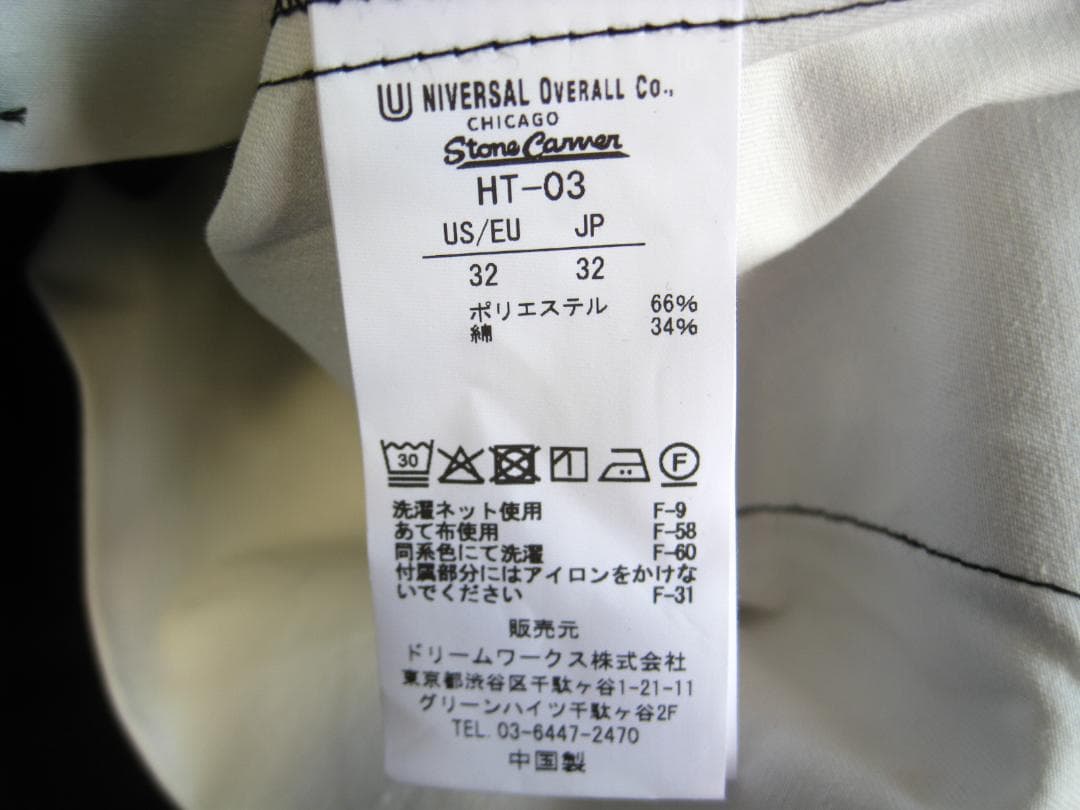 UNIVERSAL OVERALL CO.,
CHICAGO
Stone Carver
HT-03
US/EU JP
32 32
ポリエステル 66%
綿 34%
30 F
洗濯ネット使用 F-9
あて布使用 F-58
同系色にて洗濯 F-60
付属部分にはアイロンをかけな
いでください F-31
販売元
ドリームワークス株式会社
東京都渋谷区千駄ヶ谷1-21-11
グリーンハイツ千駄ヶ谷2F
TEL. 03-6447-2470
中国製